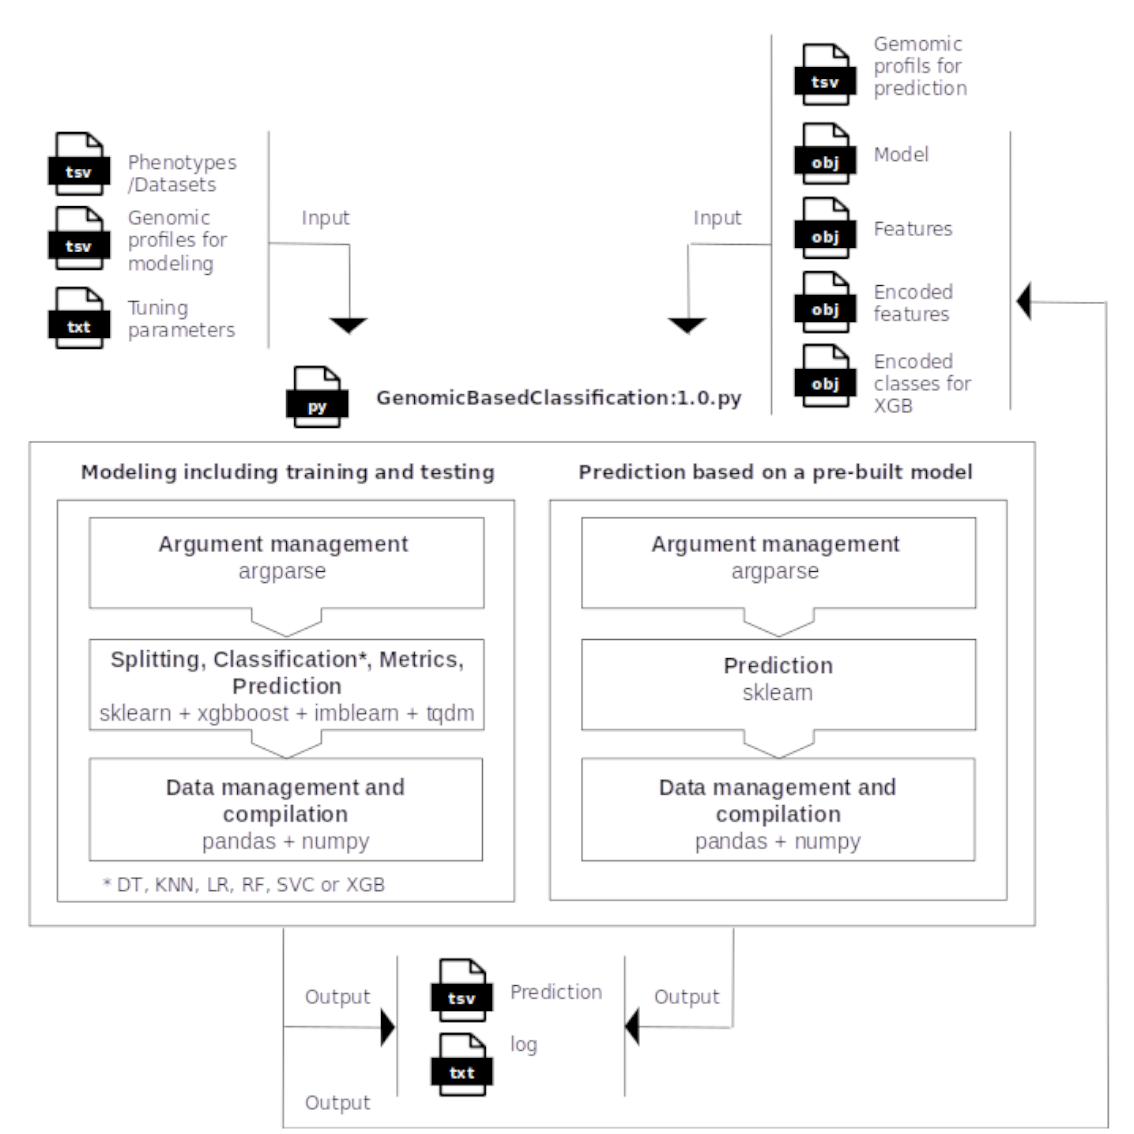 tsv
Gemomic
profils for
prediction
obj
Model
obj
Features
obj
Encoded
features
obj
Encoded
classes for
XGB
tsv
Phenotypes
/Datasets
tsv
Genomic
profiles for
modeling
txt
Tuning
parameters
Input
Input
py
GenomicBasedClassification:1.0.py
Modeling including training and testing
Argument management
argparse
Splitting, Classification*, Metrics,
Prediction
sklearn + xgbboost + imblearn + tqdm
Data management and
compilation
pandas + numpy
* DT, KNN, LR, RF, SVC or XGB
Prediction based on a pre-built model
Argument management
argparse
Prediction
sklearn
Data management and
compilation
pandas + numpy
Output
tsv
Prediction
txt
log
Output
Output